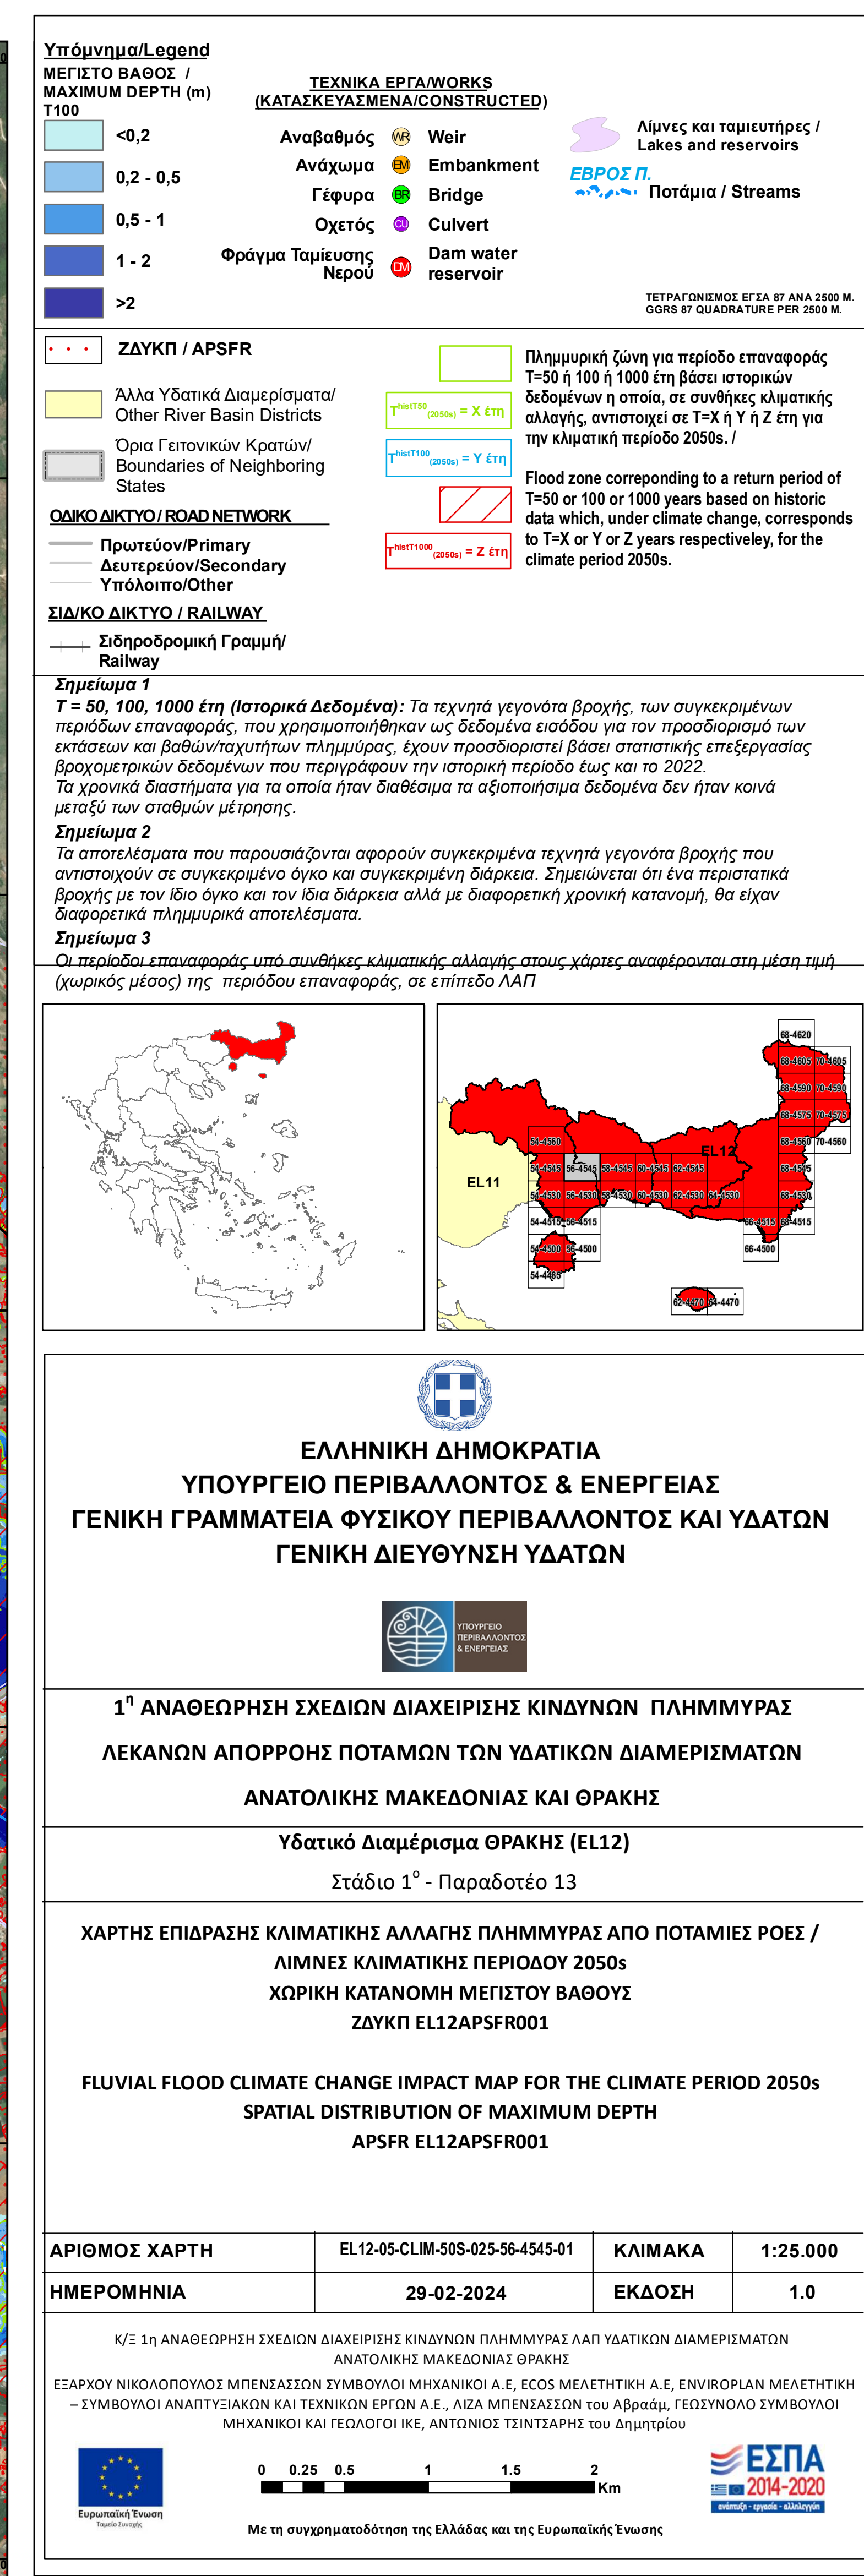 Υπόμνημα/Legend
ΜΕΓΙΣΤΟ ΒΑΘΟΣ /
MAXIMUM DEPTH (m)
T100
<0,2
0,2 - 0,5
0,5 - 1
1 - 2
>2
ΤΕΧΝΙΚΑ ΕΡΓΑ/WORKS
(ΚΑΤΑΣΚΕΥΑΣΜΕΝΑ/CONSTRUCTED)
Αναβαθμός WR Weir
Ανάχωμα EM Embankment
Γέφυρα BR Bridge
Οχετός CU Culvert
Φράγμα Ταμίευσης
Νερού
DM
Dam water
reservoir
Λίμνες και ταμιευτήρες /
Lakes and reservoirs
ΕΒΡΟΣ Π.
Ποτάμια / Streams
ΤΕΤΡΑΓΩΝΙΣΜΟΣ ΕΓΣΑ 87 ΑΝΑ 2500 Μ.
GGRS 87 QUADRATURE PER 2500 M.
ΖΔΥΚΠ / APSFR
Άλλα Υδατικά Διαμερίσματα/
Other River Basin Districts
Όρια Γειτονικών Κρατών/
Boundaries of Neighboring
States
ΟΔΙΚΟ ΔΙΚΤΥΟ / ROAD NETWORK
Πρωτεύον/Primary
Δευτερεύον/Secondary
Υπόλοιπο/Other
ΣΙΔ/ΚΟ ΔΙΚΤΥΟ / RAILWAY
Σιδηροδρομική Γραμμή/
Railway
T histT50 (2050s) = X έτη
T histT100 (2050s) = Y έτη
T histT1000 (2050s) = Z έτη
Πλημμυρική ζώνη για περίοδο επαναφοράς
T=50 ή 100 ή 1000 έτη βάσει ιστορικών
δεδομένων η οποία, σε συνθήκες κλιματικής
αλλαγής, αντιστοιχεί σε T=X ή Y ή Z έτη για
την κλιματική περίοδο 2050s. /
Flood zone correponding to a return period of
T=50 or 100 or 1000 years based on historic
data which, under climate change, corresponds
to T=X or Y or Z years respectiveley, for the
climate period 2050s.
Σημείωμα 1
T = 50, 100, 1000 έτη (Ιστορικά Δεδομένα): Τα τεχνητά γεγονότα βροχής, των συγκεκριμένων
περιόδων επαναφοράς, που χρησιμοποιήθηκαν ως δεδομένα εισόδου για τον προσδιορισμό των
εκτάσεων και βαθών/ταχυτήτων πλημμύρας, έχουν προσδιοριστεί βάσει στατιστικής επεξεργασίας
βροχομετρικών δεδομένων που περιγράφουν την ιστορική περίοδο έως και το 2022.
Τα χρονικά διαστήματα για τα οποία ήταν διαθέσιμα τα αξιοποιήσιμα δεδομένα δεν ήταν κοινά
μεταξύ των σταθμών μέτρησης.
Σημείωμα 2
Τα αποτελέσματα που παρουσιάζονται αφορούν συγκεκριμένα τεχνητά γεγονότα βροχής που
αντιστοιχούν σε συγκεκριμένο όγκο και συγκεκριμένη διάρκεια. Σημειώνεται ότι ένα περιστατικά
βροχής με τον ίδιο όγκο και τον ίδια διάρκεια αλλά με διαφορετική χρονική κατανομή, θα είχαν
διαφορετικά πλημμυρικά αποτελέσματα.
Σημείωμα 3
Οι περίοδοι επαναφοράς υπό συνθήκες κλιματικής αλλαγής στους χάρτες αναφέρονται στη μέση τιμή
(χωρικός μέσος) της περιόδου επαναφοράς, σε επίπεδο ΛΑΠ
68-4620
68-4605 70-4605
68-4590 70-4590
68-4575 70-4575
54-4560 EL12 68-4560 70-4560
EL11
54-4545 56-4545 58-4545 60-4545 62-4545 68-4545
54-4530 56-4530 58-4530 60-4530 62-4530 64-4530 68-4530
54-4515 56-4515 66-4515 68-4515
54-4500 56-4500 66-4500
54-4485
62-4470 64-4470
ΕΛΛΗΝΙΚΗ ΔΗΜΟΚΡΑΤΙΑ
ΥΠΟΥΡΓΕΙΟ ΠΕΡΙΒΑΛΛΟΝΤΟΣ & ΕΝΕΡΓΕΙΑΣ
ΓΕΝΙΚΗ ΓΡΑΜΜΑΤΕΙΑ ΦΥΣΙΚΟΥ ΠΕΡΙΒΑΛΛΟΝΤΟΣ ΚΑΙ ΥΔΑΤΩΝ
ΓΕΝΙΚΗ ΔΙΕΥΘΥΝΣΗ ΥΔΑΤΩΝ
ΥΠΟΥΡΓΕΙΟ
ΠΕΡΙΒΑΛΛΟΝΤΟΣ
& ΕΝΕΡΓΕΙΑΣ
1η ΑΝΑΘΕΩΡΗΣΗ ΣΧΕΔΙΩΝ ΔΙΑΧΕΙΡΙΣΗΣ ΚΙΝΔΥΝΩΝ ΠΛΗΜΜΥΡΑΣ
ΛΕΚΑΝΩΝ ΑΠΟΡΡΟΗΣ ΠΟΤΑΜΩΝ ΤΩΝ ΥΔΑΤΙΚΩΝ ΔΙΑΜΕΡΙΣΜΑΤΩΝ
ΑΝΑΤΟΛΙΚΗΣ ΜΑΚΕΔΟΝΙΑΣ ΚΑΙ ΘΡΑΚΗΣ
Υδατικό Διαμέρισμα ΘΡΑΚΗΣ (EL12)
Στάδιο 1ο - Παραδοτέο 13
ΧΑΡΤΗΣ ΕΠΙΔΡΑΣΗΣ ΚΛΙΜΑΤΙΚΗΣ ΑΛΛΑΓΗΣ ΠΛΗΜΜΥΡΑΣ ΑΠΟ ΠΟΤΑΜΙΕΣ ΡΟΕΣ /
ΛΙΜΝΕΣ ΚΛΙΜΑΤΙΚΗΣ ΠΕΡΙΟΔΟΥ 2050s
ΧΩΡΙΚΗ ΚΑΤΑΝΟΜΗ ΜΕΓΙΣΤΟΥ ΒΑΘΟΥΣ
ΖΔΥΚΠ EL12APSFR001
FLUVIAL FLOOD CLIMATE CHANGE IMPACT MAP FOR THE CLIMATE PERIOD 2050s
SPATIAL DISTRIBUTION OF MAXIMUM DEPTH
APSFR EL12APSFR001
ΑΡΙΘΜΟΣ ΧΑΡΤΗ EL12-05-CLIM-50S-025-56-4545-01 ΚΛΙΜΑΚΑ 1:25.000
ΗΜΕΡΟΜΗΝΙΑ 29-02-2024 ΕΚΔΟΣΗ 1.0
Κ/Ξ 1η ΑΝΑΘΕΩΡΗΣΗ ΣΧΕΔΙΩΝ ΔΙΑΧΕΙΡΙΣΗΣ ΚΙΝΔΥΝΩΝ ΠΛΗΜΜΥΡΑΣ ΛΑΠ ΥΔΑΤΙΚΩΝ ΔΙΑΜΕΡΙΣΜΑΤΩΝ
ΑΝΑΤΟΛΙΚΗΣ ΜΑΚΕΔΟΝΙΑΣ ΘΡΑΚΗΣ
ΕΞΑΡΧΟΥ ΝΙΚΟΛΟΠΟΥΛΟΣ ΜΠΕΝΣΑΣΣΩΝ ΣΥΜΒΟΥΛΟΙ ΜΗΧΑΝΙΚΟΙ Α.Ε, ECOS ΜΕΛΕΤΗΤΙΚΗ Α.Ε, ENVIROPLAN ΜΕΛΕΤΗΤΙΚΗ
– ΣΥΜΒΟΥΛΟΙ ΑΝΑΠΤΥΞΙΑΚΩΝ ΚΑΙ ΤΕΧΝΙΚΩΝ ΕΡΓΩΝ Α.Ε., ΛΙΖΑ ΜΠΕΝΣΑΣΣΩΝ του Αβραάμ, ΓΕΩΣΥΝΟΛΟ ΣΥΜΒΟΥΛΟΙ
ΜΗΧΑΝΙΚΟΙ ΚΑΙ ΓΕΩΛΟΓΟΙ ΙΚΕ, ΑΝΤΩΝΙΟΣ ΤΣΙΝΤΣΑΡΗΣ του Δημητρίου
Ευρωπαϊκή Ένωση
Ταμείο Συνοχής
0 0.25 0.5 1 1.5 2
Km
Με τη συγχρηματοδότηση της Ελλάδας και της Ευρωπαϊκής Ένωσης
ΕΣΠΑ
2014-2020
ανάπτυξη - εργασία - αλληλεγγύη